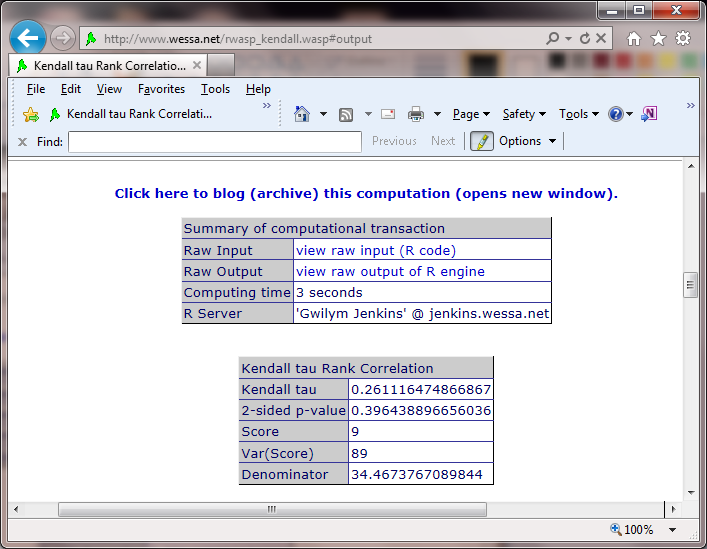 http://www.wessa.net/rwasp_kendall.wasp#output
Kendall tau Rank Correlatio...
File Edit View Favorites Tools Help
Kendall tau Rank Correlati... Page Safety Tools
Find: Previous Next Options
Click here to blog (archive) this computation (opens new window).
Summary of computational transaction
Raw Input view raw input (R code)
Raw Output view raw output of R engine
Computing time 3 seconds
R Server 'Gwilym Jenkins' @ jenkins.wessa.net
Kendall tau Rank Correlation
Kendall tau 0.261116474866867
2-sided p-value 0.396438896656036
Score 9
Var(Score) 89
Denominator 34.4673767089844
100%